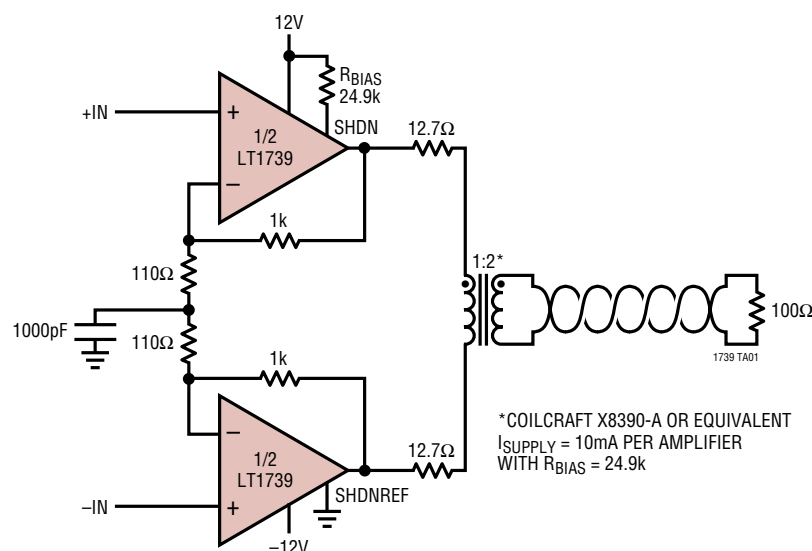 12V
RBIAS
24.9k
+IN
+
1/2
LT1739
–
SHDN
12.7Ω
1k
110Ω
1:2*
1000pF
110Ω
100Ω
1739 TA01
1k
–
1/2
LT1739
+
–IN
12.7Ω
SHDNREF
–12V
*COILCRAFT X8390-A OR EQUIVALENT
ISUPPLY = 10mA PER AMPLIFIER
WITH RBIAS = 24.9k